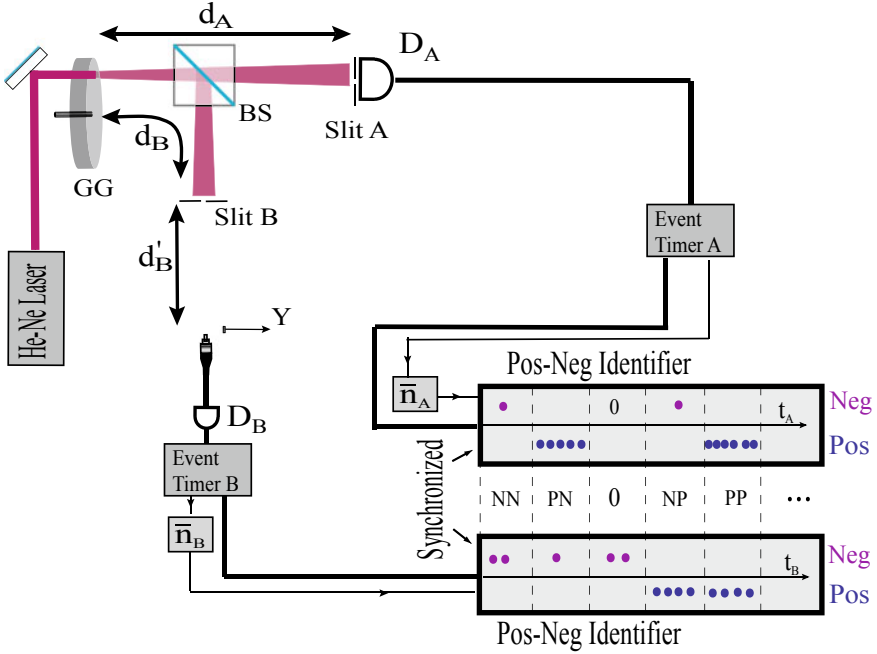 d_A
D_A
BS
Slit A
d_B
GG
Slit B
d'_B
Y
He-Ne Laser
Event
Timer A
n̅_A
Pos-Neg Identifier
0
t_A
Neg
Pos
D_B
Event
Timer B
n̅_B
Synchronized
NN PN 0 NP PP ...
t_B
Neg
Pos
Pos-Neg Identifier